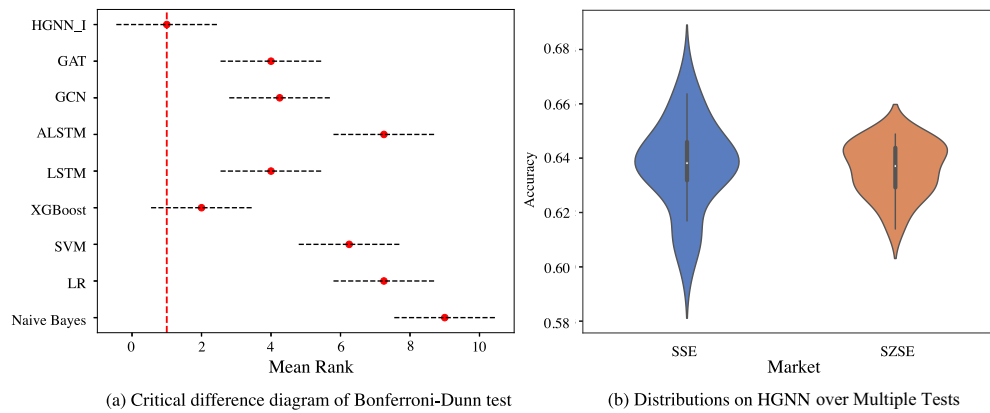 HGNN_I
GAT
GCN
ALSTM
LSTM
XGBoost
SVM
LR
Naive Bayes
0 2 4 6 8 10
Mean Rank
(a) Critical difference diagram of Bonferroni-Dunn test
0.68
0.66
0.64
0.62
0.60
0.58
Accuracy
SSE SZSE
Market
(b) Distributions on HGNN over Multiple Tests